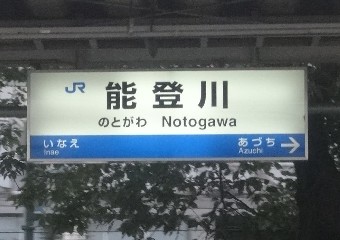 JR 能登川
のとがわ Notogawa
いなえ あづち →
Inae Azuchi